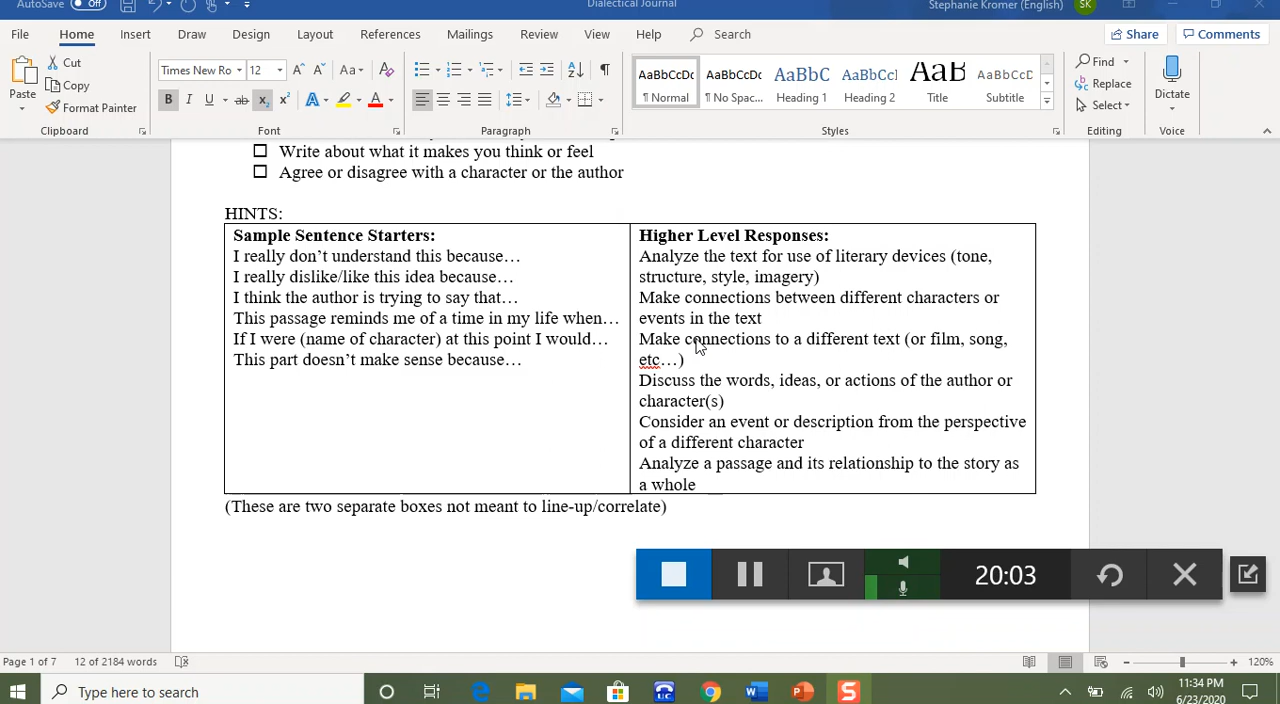 AutoSave Off
Dialectical Journal
Stephanie Kromer (English)
SK
File
Home
Insert
Draw
Design
Layout
References
Mailings
Review
View
Help
Search
Share
Comments
Paste
Cut
Copy
Format Painter
Clipboard
Times New Ro
12
Aa
B I U ab x₂ x²
A
A
Font
Paragraph
AaBbCcDc
¶ Normal
AaBbCcDc
¶ No Spac...
AaBbC
Heading 1
AaBbCcI
Heading 2
AaB
Title
AaBbCcD
Subtitle
Styles
Find
Replace
Select
Editing
Dictate
Voice
Write about what it makes you think or feel
Agree or disagree with a character or the author
HINTS:
Sample Sentence Starters:
I really don’t understand this because…
I really dislike/like this idea because…
I think the author is trying to say that…
This passage reminds me of a time in my life when…
If I were (name of character) at this point I would…
This part doesn’t make sense because…
Higher Level Responses:
Analyze the text for use of literary devices (tone,
structure, style, imagery)
Make connections between different characters or
events in the text
Make connections to a different text (or film, song,
etc…)
Discuss the words, ideas, or actions of the author or
character(s)
Consider an event or description from the perspective
of a different character
Analyze a passage and its relationship to the story as
a whole
(These are two separate boxes not meant to line-up/correlate)
20:03
Page 1 of 7
12 of 2184 words
120%
Type here to search
11:34 PM
6/23/2020